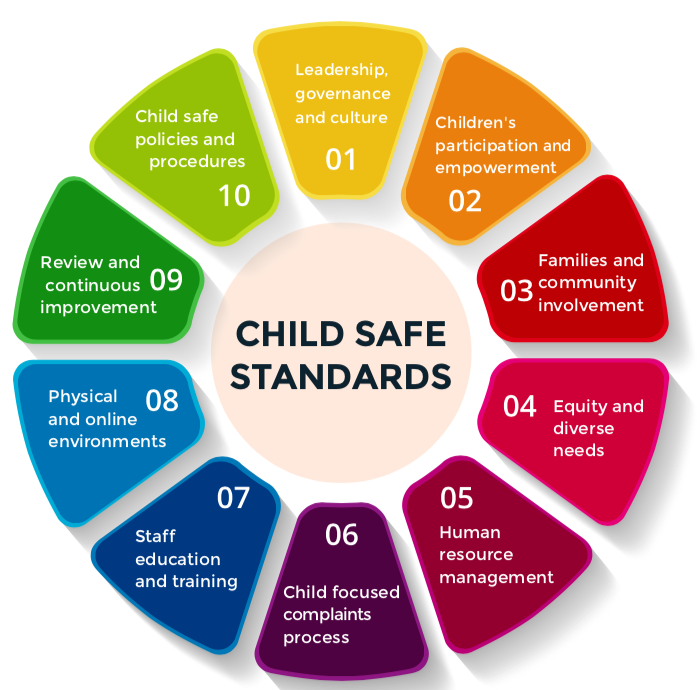 CHILD SAFE
STANDARDS
Leadership,
governance
and culture
01
Children's
participation and
empowerment
02
Families and
03 community
involvement
04 Equity and
diverse
needs
05
Human
resource
management
06
Child focused
complaints
process
07
Staff
education
and training
Physical 08
and online
environments
Review and
continuous 09
improvement
Child safe
policies and
procedures
10